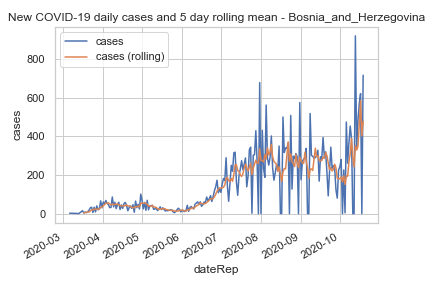 New COVID-19 daily cases and 5 day rolling mean - Bosnia_and_Herzegovina
cases
cases (rolling)
cases
800
600
400
200
0
2020-03
2020-04
2020-05
2020-06
2020-07
2020-08
2020-09
2020-10
dateRep